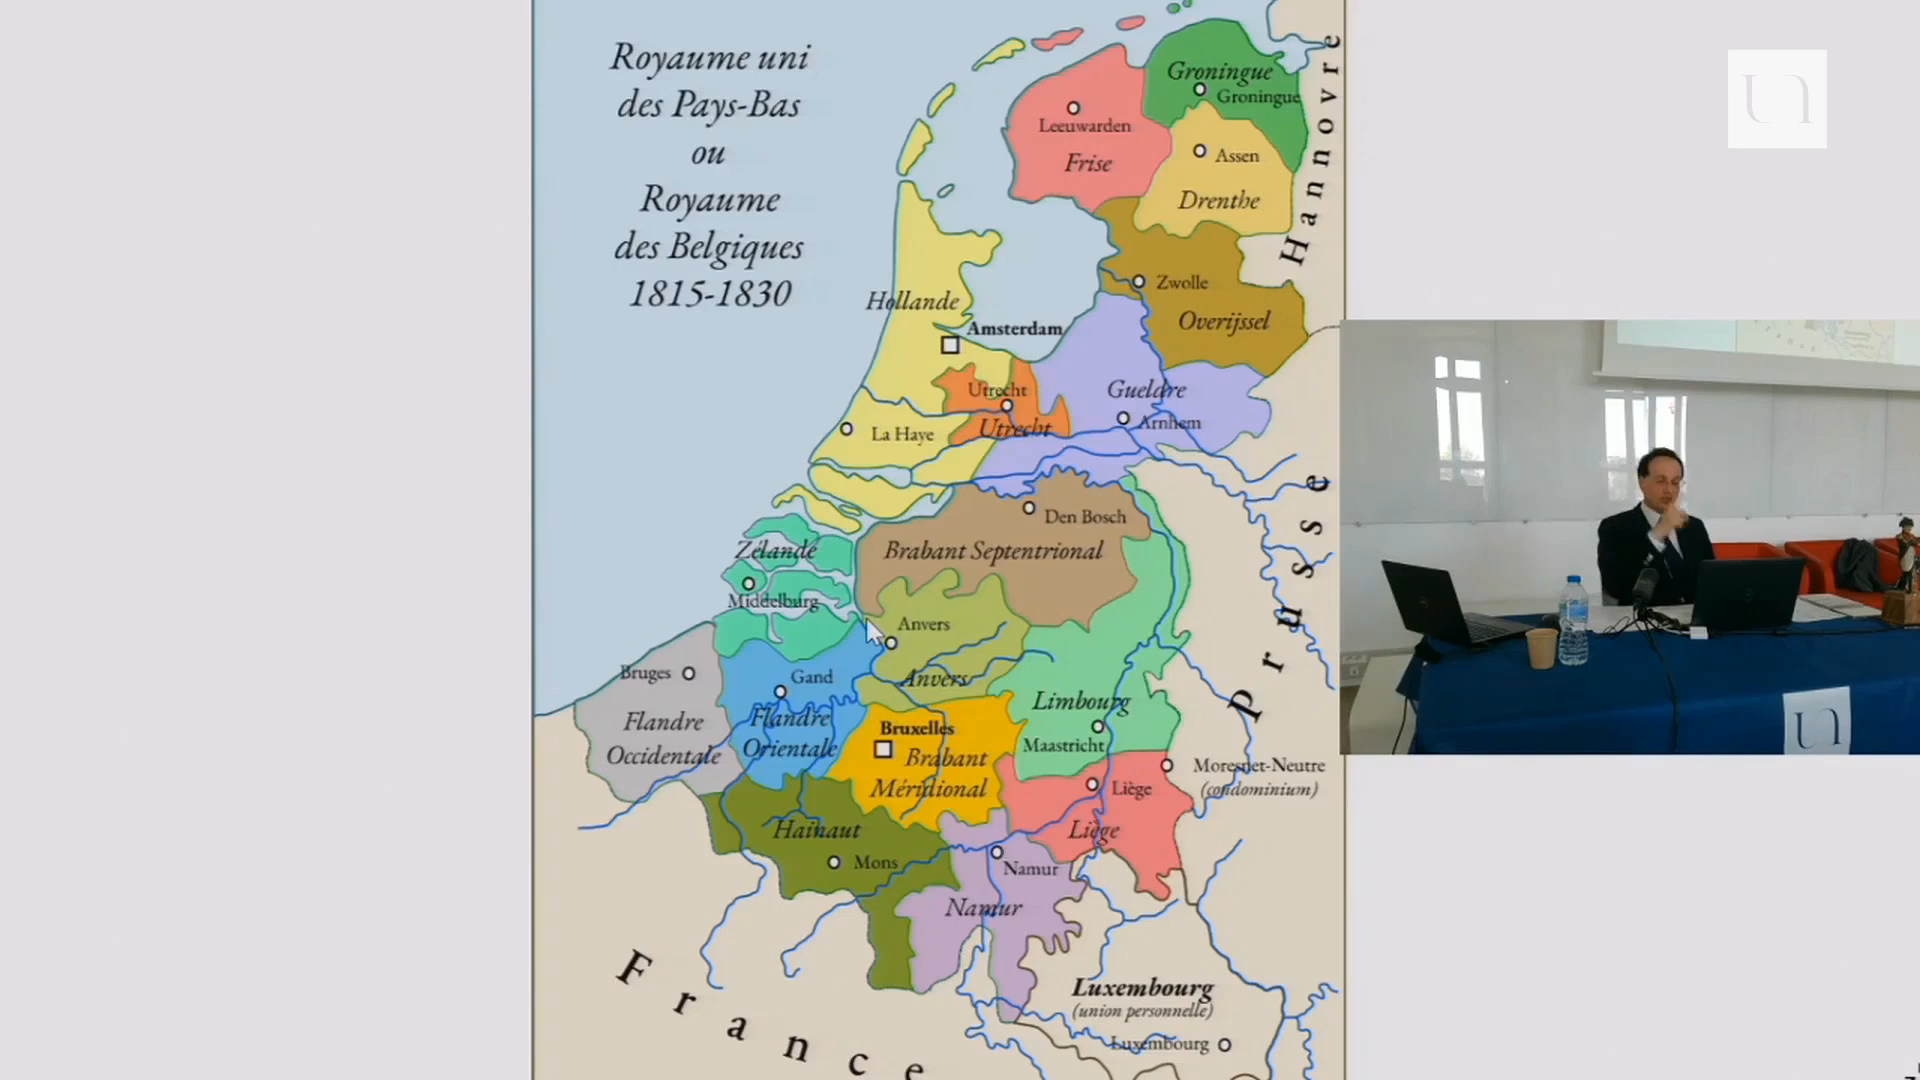 Royaume uni
des Pays-Bas
ou
Royaume
des Belgiques
1815-1830
Groningue
Groningue
Leeuwarden
Frise
Assen
Drenthe
Hannovre
Zwolle
Overijssel
Hollande
Amsterdam
Utrecht
Utrecht
Gueldre
Arnhem
La Haye
Den Bosch
Brabant Septentrional
Zélande
Middelburg
Prusse
Anvers
Anvers
Bruges
Flandre
Occidentale
Gand
Flandre
Orientale
Limbourg
Maastricht
Bruxelles
Brabant
Méridional
Moresnet-Neutre
(condominium)
Liège
Liège
Hainaut
Mons
Namur
Namur
France
Luxembourg
(union personnelle)
Luxembourg